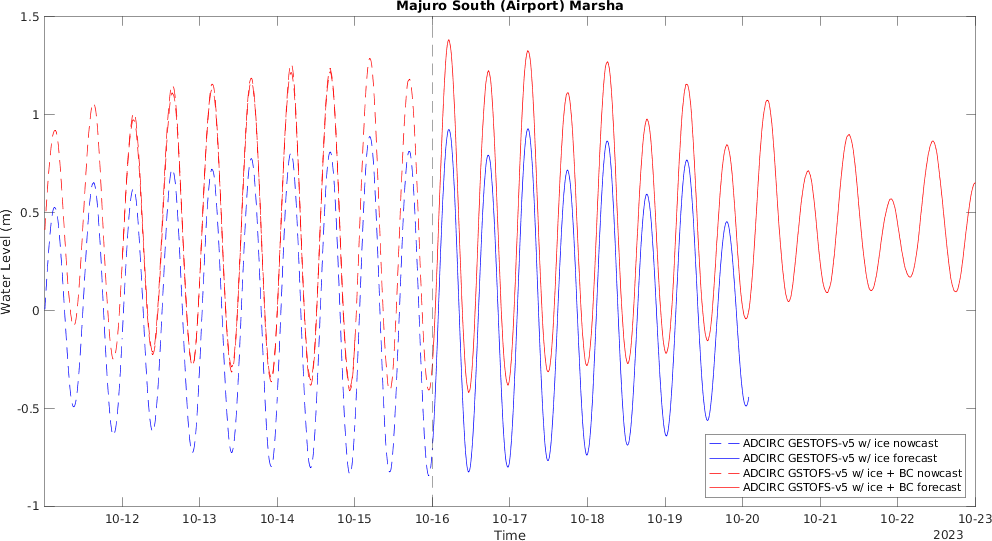 Majuro South (Airport) Marsha
Water Level (m)
1.5
1
0.5
0
-0.5
-1
ADCIRC GESTOFS-v5 w/ ice nowcast
ADCIRC GESTOFS-v5 w/ ice forecast
ADCIRC GSTOFS-v5 w/ ice + BC nowcast
ADCIRC GSTOFS-v5 w/ ice + BC forecast
10-12 10-13 10-14 10-15 10-16 10-17 10-18 10-19 10-20 10-21 10-22 10-23
Time
2023